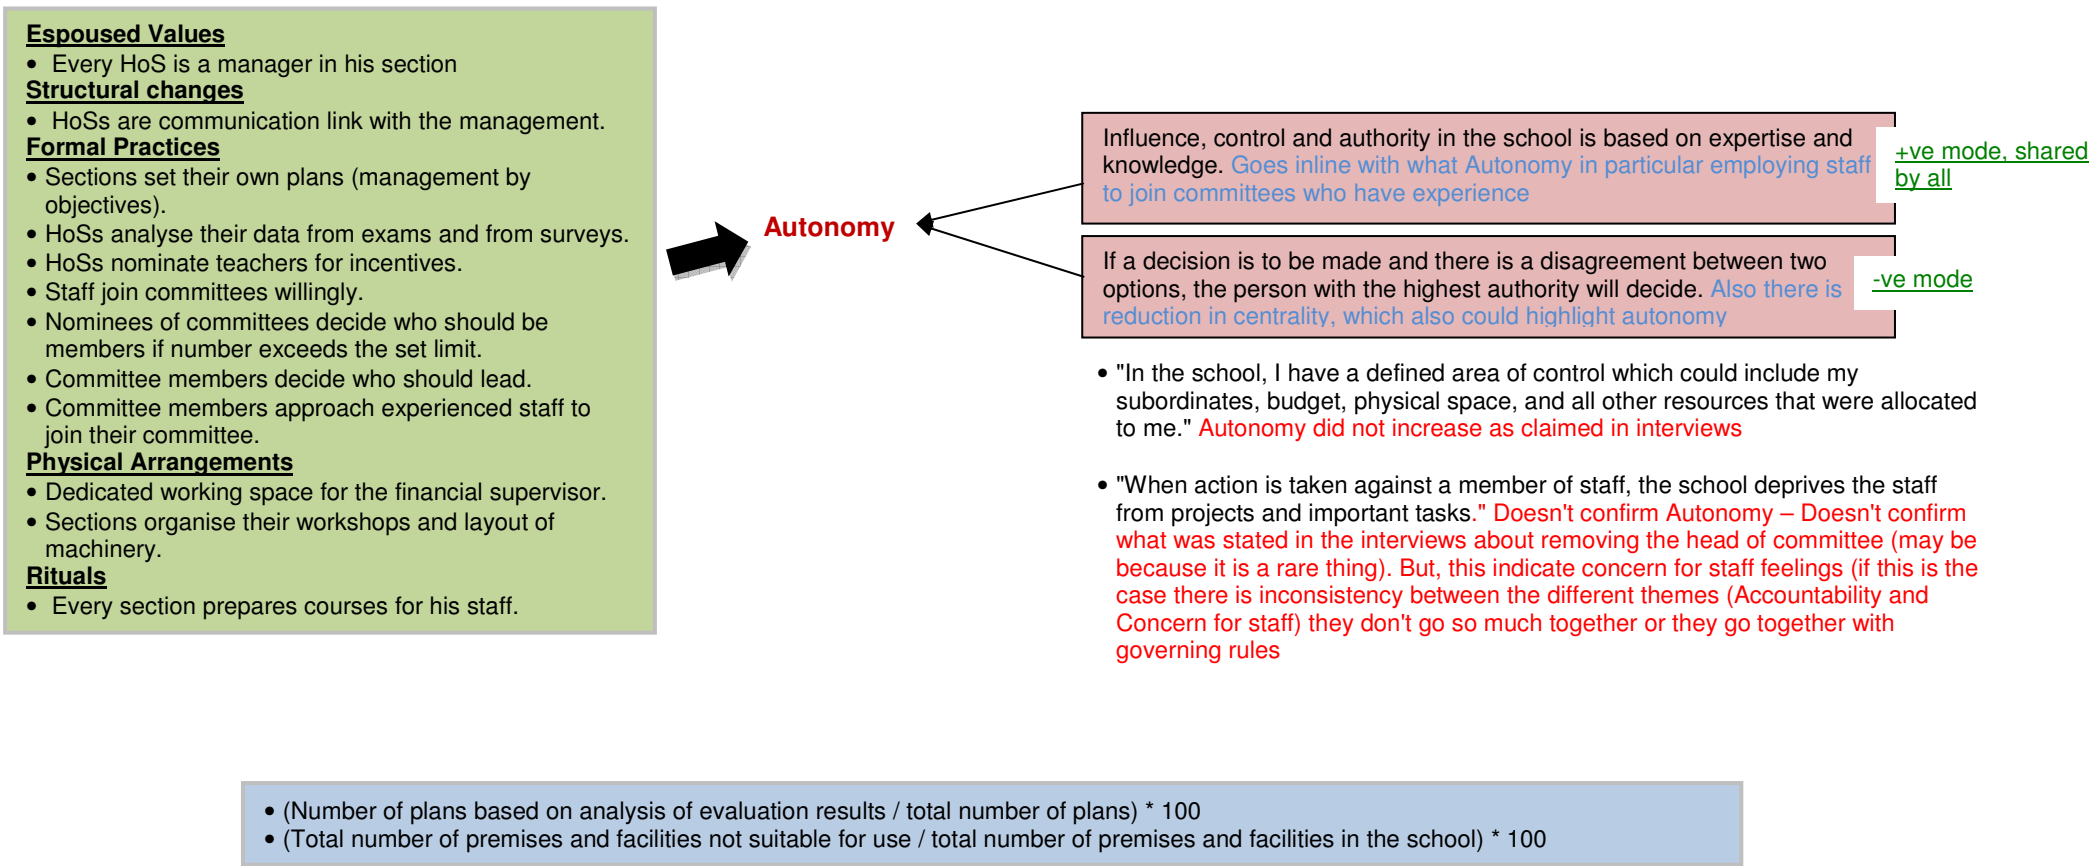 Espoused Values
• Every HoS is a manager in his section
Structural changes
• HoSs are communication link with the management.
Formal Practices
• Sections set their own plans (management by
objectives).
• HoSs analyse their data from exams and from surveys.
• HoSs nominate teachers for incentives.
• Staff join committees willingly.
• Nominees of committees decide who should be
members if number exceeds the set limit.
• Committee members decide who should lead.
• Committee members approach experienced staff to
join their committee.
Physical Arrangements
• Dedicated working space for the financial supervisor.
• Sections organise their workshops and layout of
machinery.
Rituals
• Every section prepares courses for his staff.
Autonomy
Influence, control and authority in the school is based on expertise and
knowledge. Goes inline with what Autonomy in particular employing staff
to join committees who have experience
+ve mode, shared
by all
If a decision is to be made and there is a disagreement between two
options, the person with the highest authority will decide. Also there is
reduction in centrality, which also could highlight autonomy
-ve mode
• "In the school, I have a defined area of control which could include my
subordinates, budget, physical space, and all other resources that were allocated
to me." Autonomy did not increase as claimed in interviews
• "When action is taken against a member of staff, the school deprives the staff
from projects and important tasks." Doesn't confirm Autonomy – Doesn't confirm
what was stated in the interviews about removing the head of committee (may be
because it is a rare thing). But, this indicate concern for staff feelings (if this is the
case there is inconsistency between the different themes (Accountability and
Concern for staff) they don't go so much together or they go together with
governing rules
• (Number of plans based on analysis of evaluation results / total number of plans) * 100
• (Total number of premises and facilities not suitable for use / total number of premises and facilities in the school) * 100